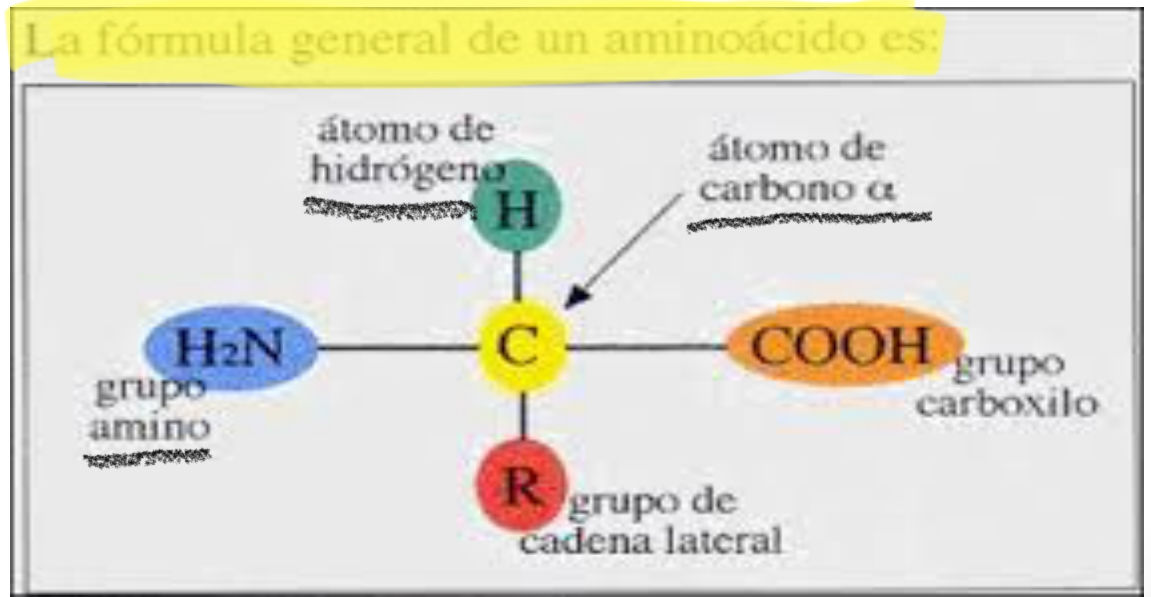 La fórmula general de un aminoácido es:
átomo de
hidrógeno
átomo de
carbono α
H
H2N
C
COOH
grupo
amino
grupo
carboxilo
R
grupo de
cadena lateral